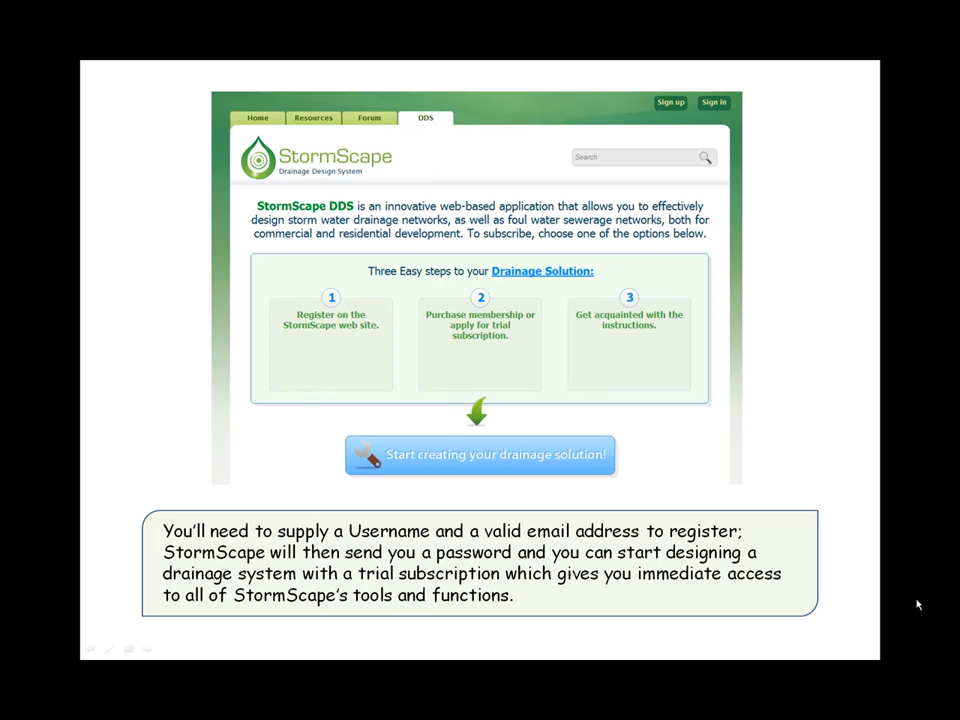 Sign up Sign in
Home Resources Forum DDS
StormScape
Drainage Design System
Search
StormScape DDS is an innovative web-based application that allows you to effectively
design storm water drainage networks, as well as foul water sewerage networks, both for
commercial and residential development. To subscribe, choose one of the options below.
Three Easy steps to your Drainage Solution:
1
Register on the
StormScape web site.
2
Purchase membership or
apply for trial
subscription.
3
Get acquainted with the
instructions.
Start creating your drainage solution!
You'll need to supply a Username and a valid email address to register;
StormScape will then send you a password and you can start designing a
drainage system with a trial subscription which gives you immediate access
to all of StormScape's tools and functions.